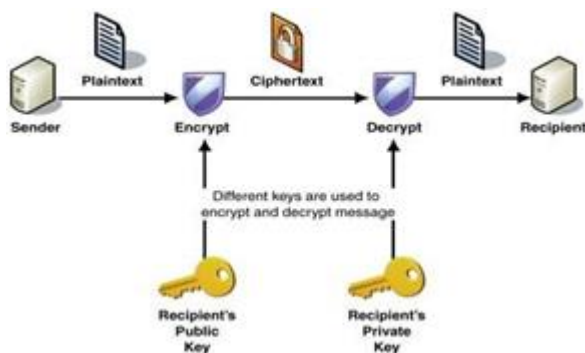 Plaintext
Ciphertext
Plaintext
Sender
Encrypt
Decrypt
Recipient
Different keys are used to
encrypt and decrypt message
Recipient's
Public
Key
Recipient's
Private
Key